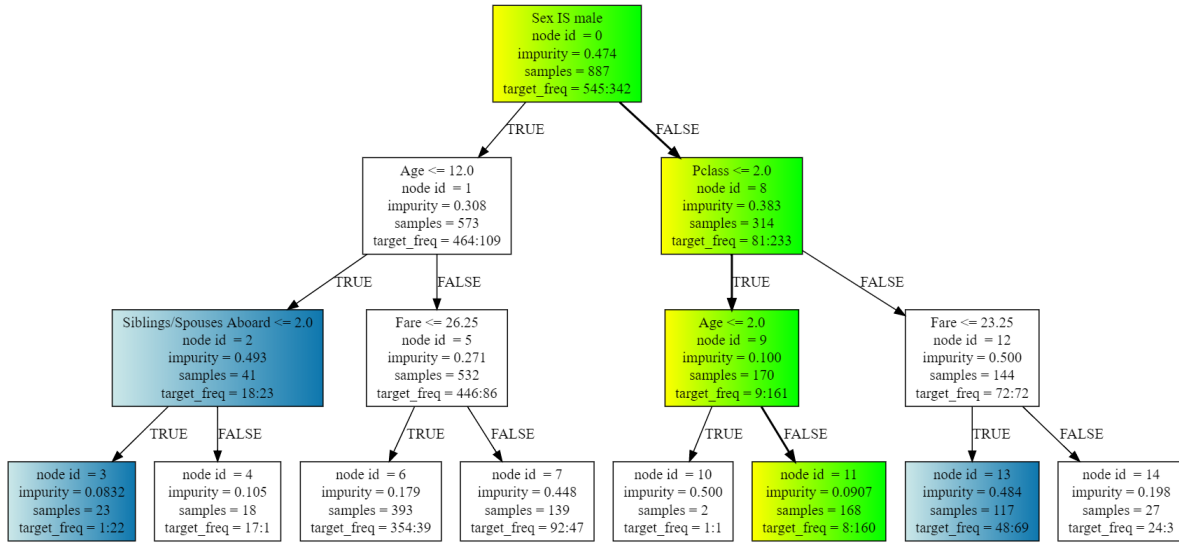 Sex IS male
node id = 0
impurity = 0.474
samples = 887
target_freq = 545:342
TRUE
FALSE
Age <= 12.0
node id = 1
impurity = 0.308
samples = 573
target_freq = 464:109
Pclass <= 2.0
node id = 8
impurity = 0.383
samples = 314
target_freq = 81:233
TRUE
FALSE
TRUE
FALSE
Siblings/Spouses Aboard <= 2.0
node id = 2
impurity = 0.493
samples = 41
target_freq = 18:23
Fare <= 26.25
node id = 5
impurity = 0.271
samples = 532
target_freq = 446:86
Age <= 2.0
node id = 9
impurity = 0.100
samples = 170
target_freq = 9:161
Fare <= 23.25
node id = 12
impurity = 0.500
samples = 144
target_freq = 72:72
TRUE
FALSE
TRUE
FALSE
TRUE
FALSE
TRUE
FALSE
node id = 3
impurity = 0.0832
samples = 23
target_freq = 1:22
node id = 4
impurity = 0.105
samples = 18
target_freq = 17:1
node id = 6
impurity = 0.179
samples = 393
target_freq = 354:39
node id = 7
impurity = 0.448
samples = 139
target_freq = 92:47
node id = 10
impurity = 0.500
samples = 2
target_freq = 1:1
node id = 11
impurity = 0.0907
samples = 168
target_freq = 8:160
node id = 13
impurity = 0.484
samples = 117
target_freq = 48:69
node id = 14
impurity = 0.198
samples = 27
target_freq = 24:3